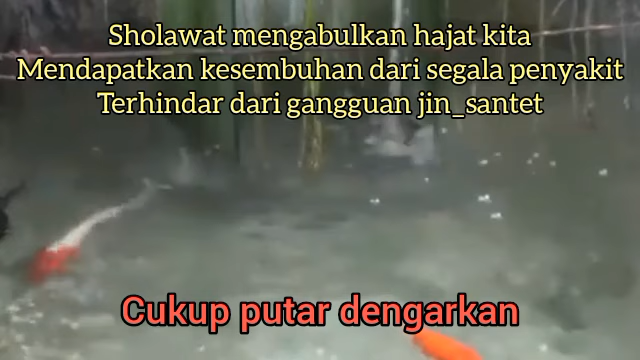 Sholawat mengabulkan hajat kita
Mendapatkan kesembuhan dari segala penyakit
Terhindar dari gangguan jin_santet
Cukup putar dengarkan